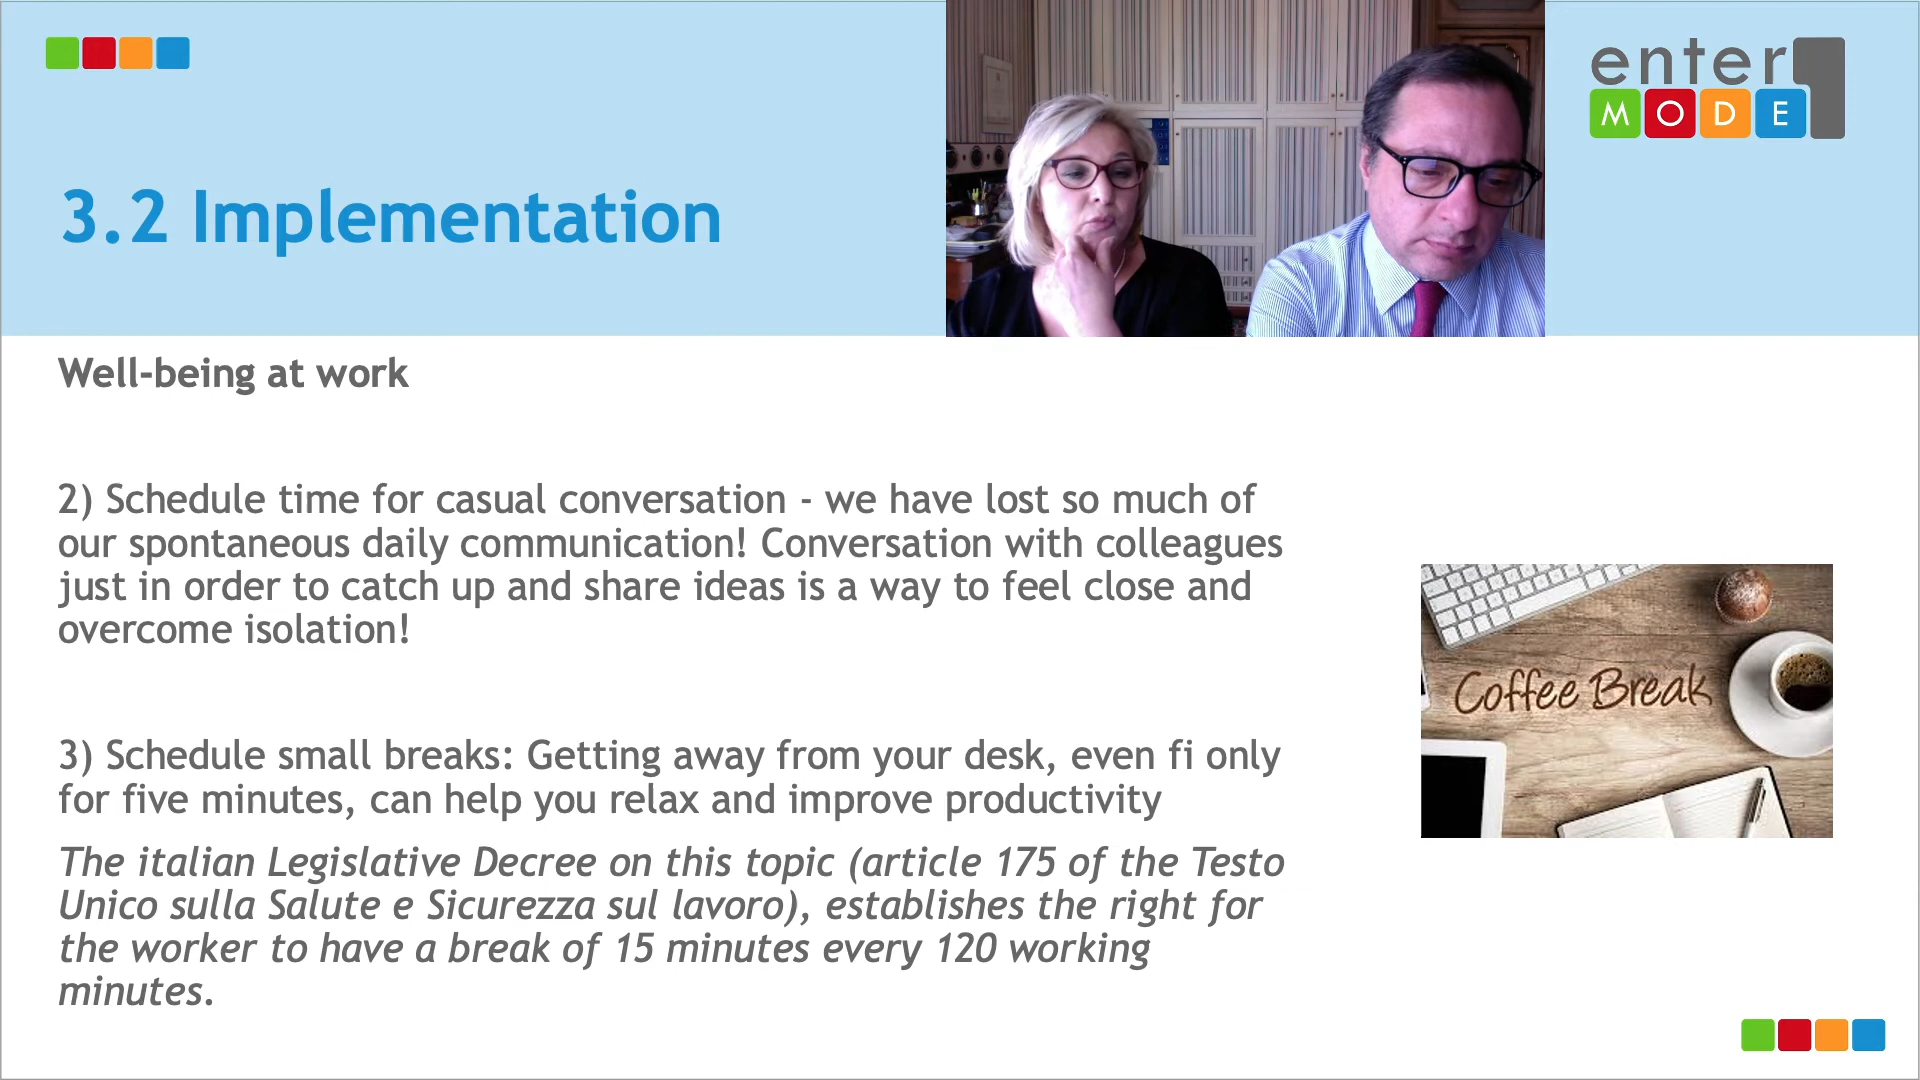 enter
MODE
3.2 Implementation
Well-being at work
2) Schedule time for casual conversation - we have lost so much of
our spontaneous daily communication! Conversation with colleagues
just in order to catch up and share ideas is a way to feel close and
overcome isolation!
Coffee Break
3) Schedule small breaks: Getting away from your desk, even fi only
for five minutes, can help you relax and improve productivity
The italian Legislative Decree on this topic (article 175 of the Testo
Unico sulla Salute e Sicurezza sul lavoro), establishes the right for
the worker to have a break of 15 minutes every 120 working
minutes.